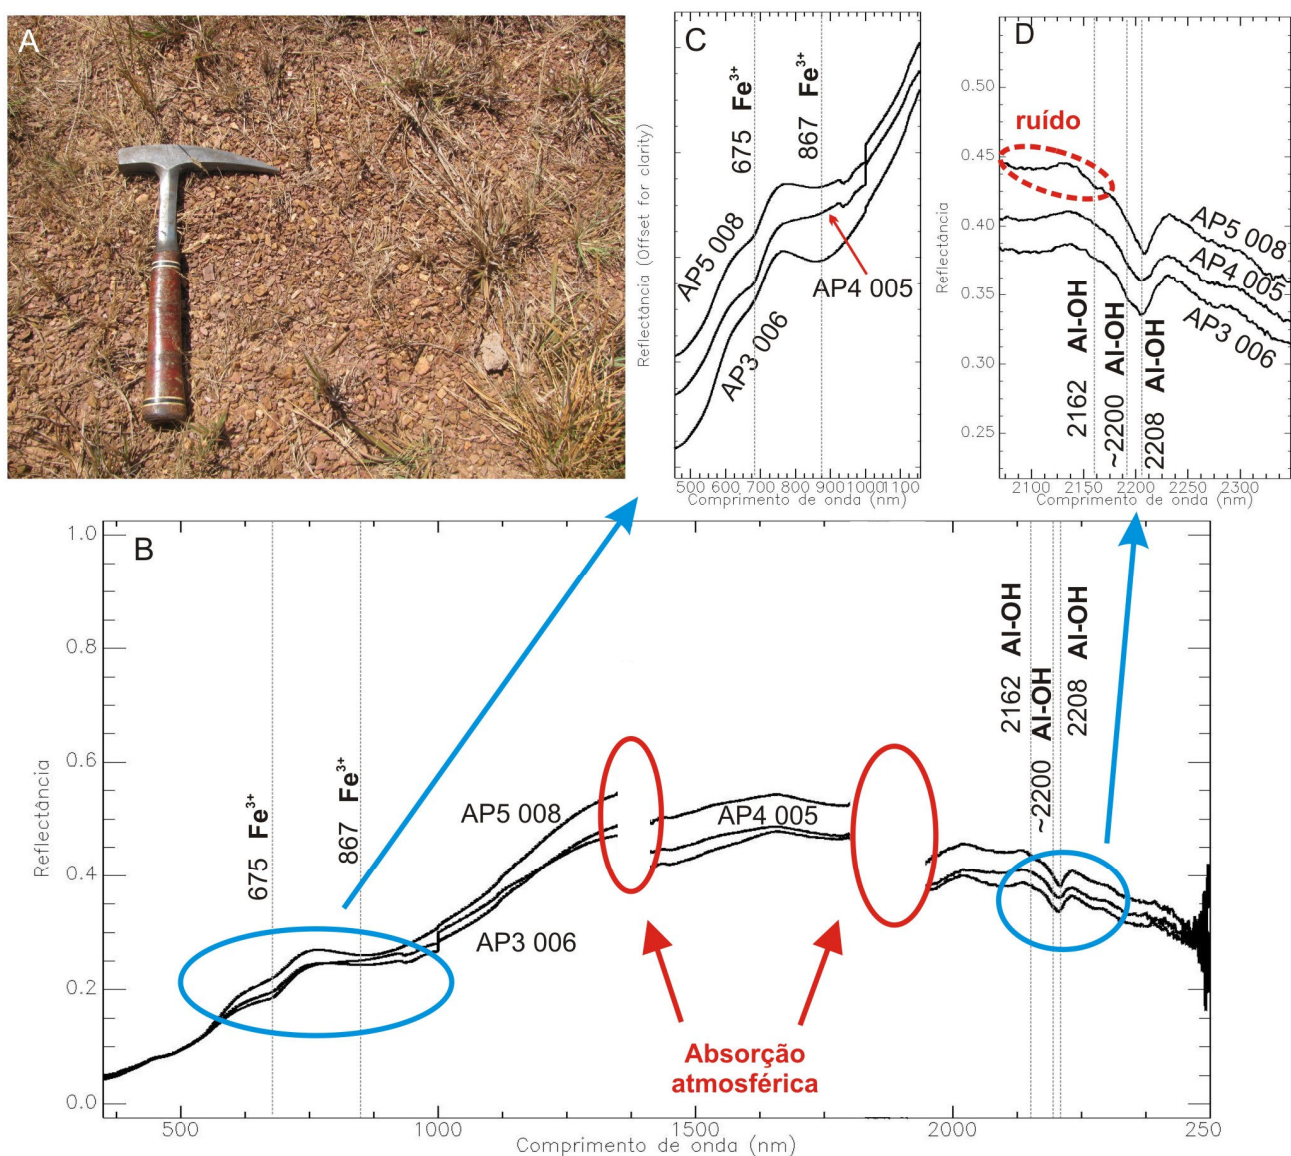 A
C
675 Fe³⁺
867 Fe³⁺
AP5 008
AP4 005
AP3 006
Reflectância (Offset for clarity)
500 600 700 800 900 1000 1100
Comprimento de onda (nm)
D
0.50
0.45
0.40
0.35
0.30
0.25
Reflectância
ruído
AP5 008
AP4 005
AP3 006
2162 Al-OH
~2200 Al-OH
2208 Al-OH
2100 2150 2200 2250 2300
Comprimento de onda (nm)
B
1.0
0.8
0.6
0.4
0.2
0.0
Reflectância
675 Fe³⁺
867 Fe³⁺
AP5 008
AP4 005
AP3 006
2162 Al-OH
~2200 Al-OH
2208 Al-OH
Absorção
atmosférica
500 1000 1500 2000 250
Comprimento de onda (nm)